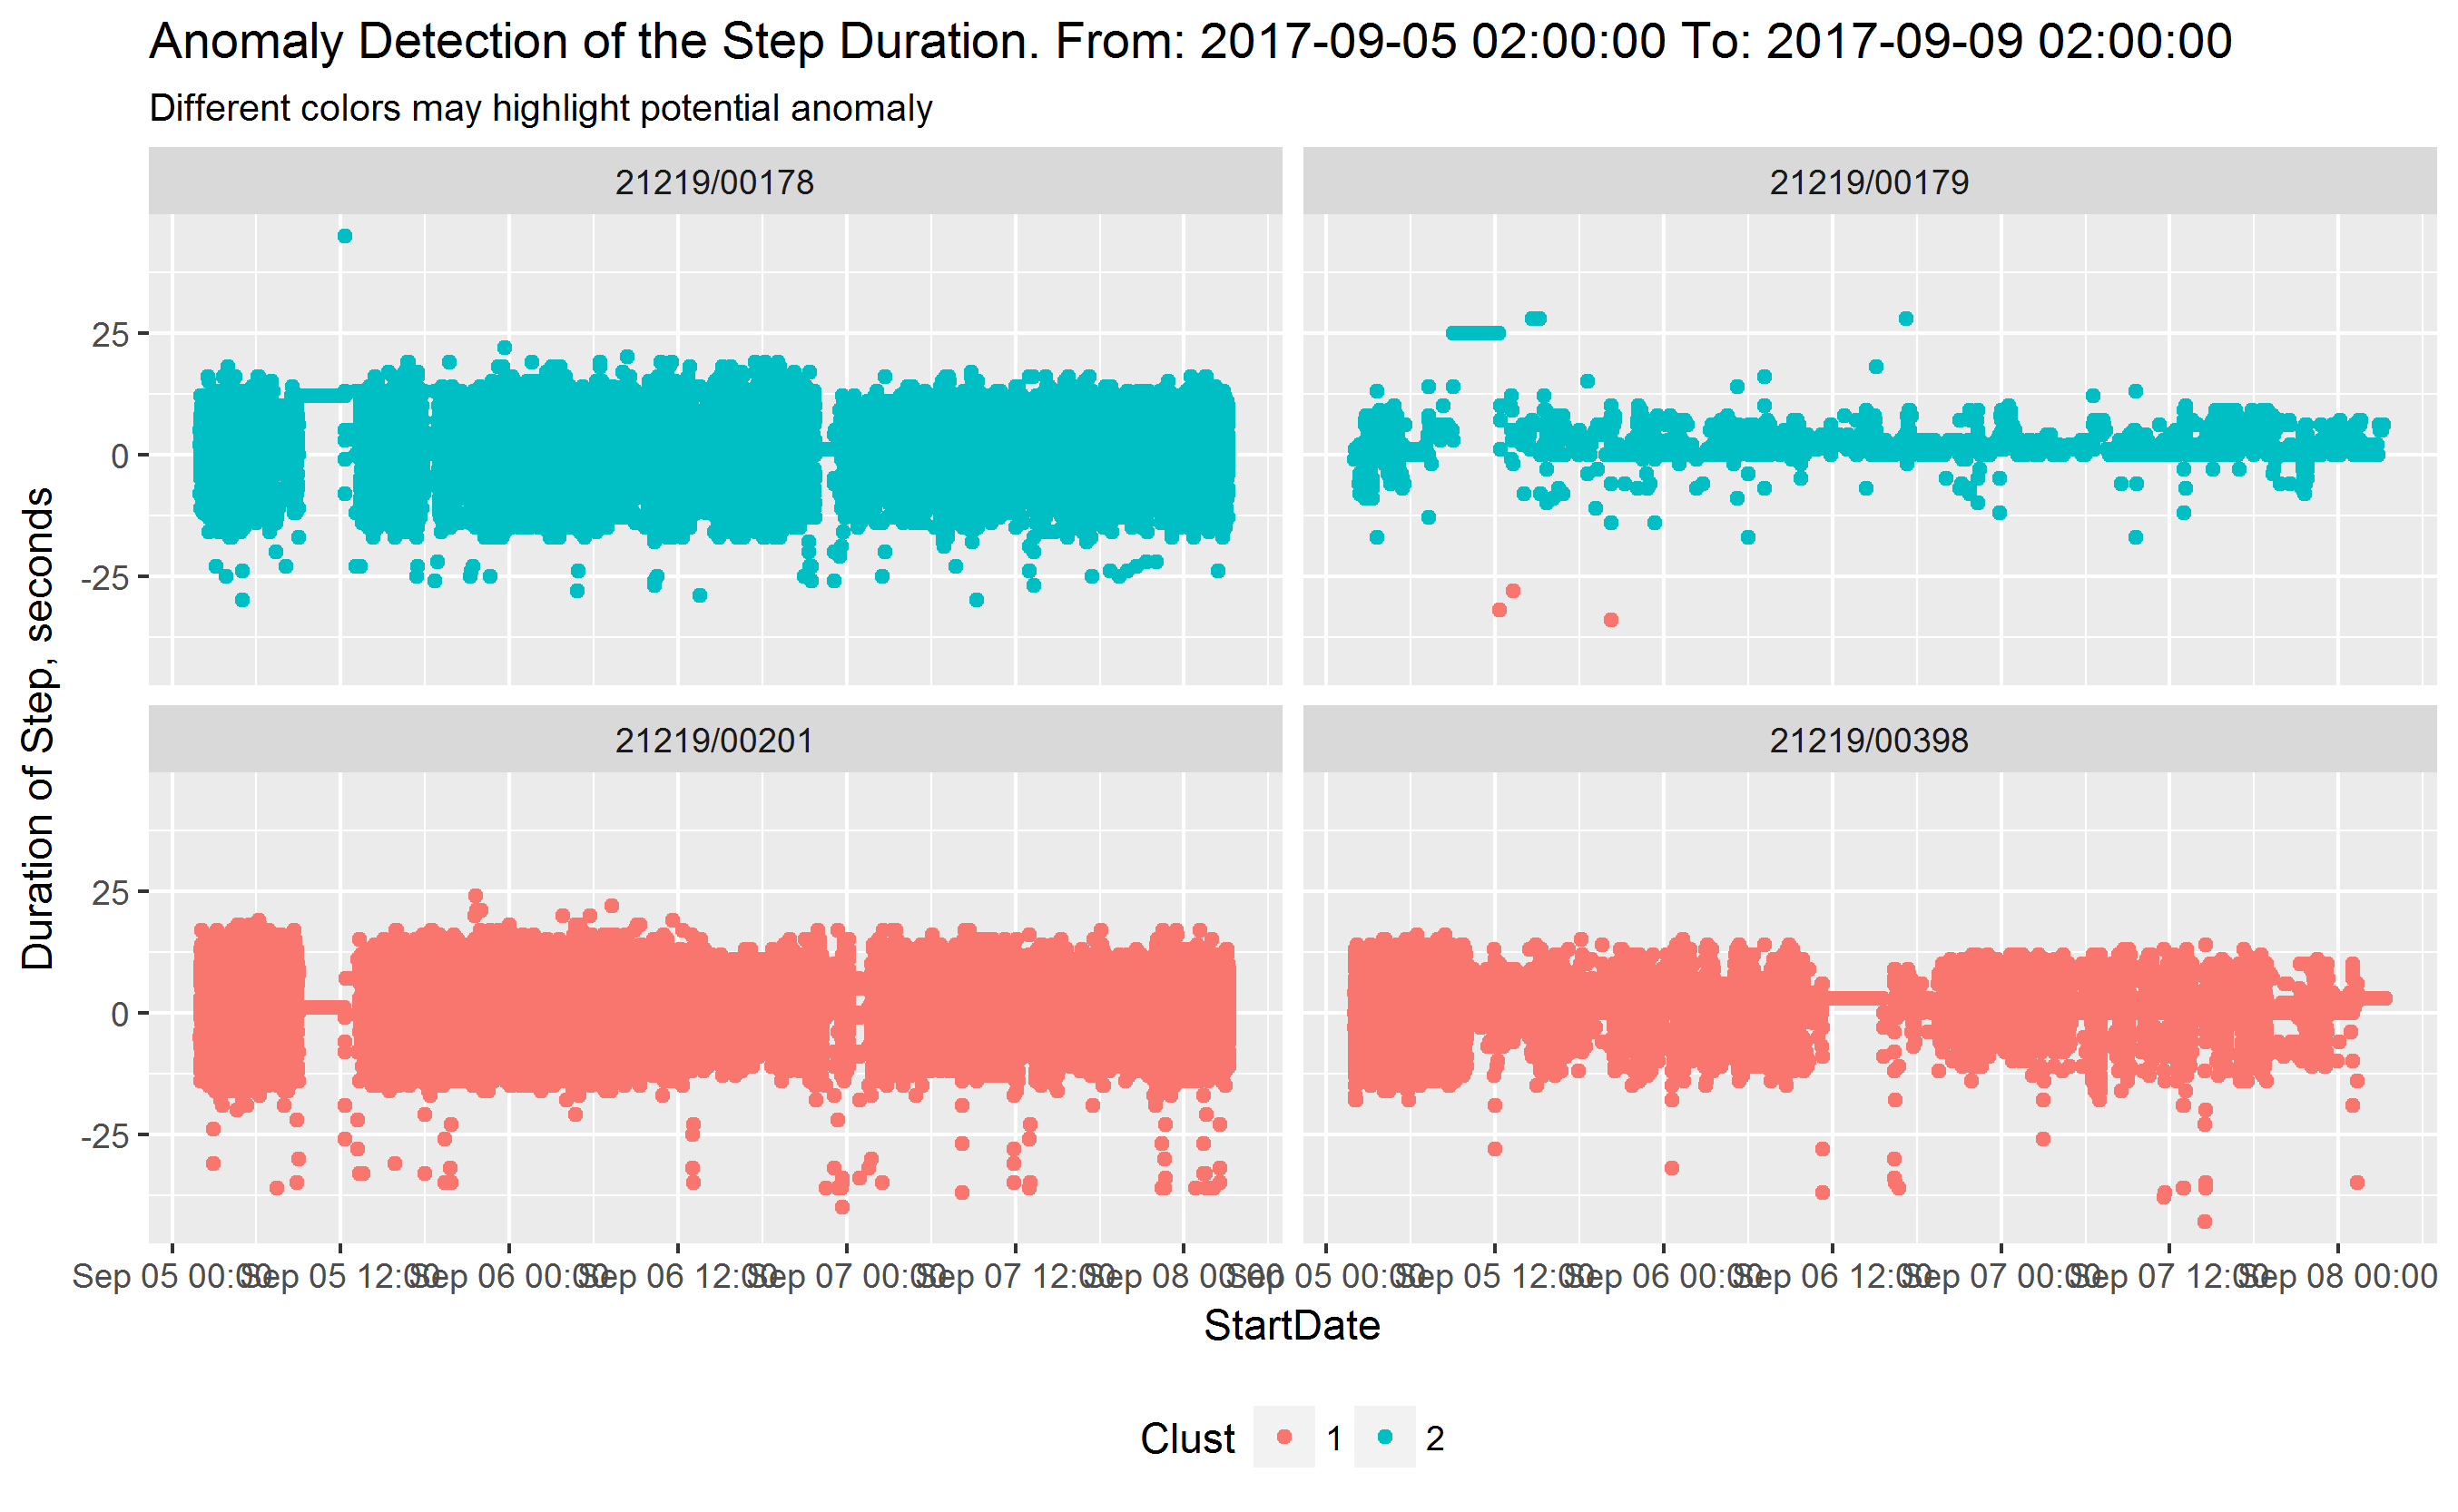 Anomaly Detection of the Step Duration. From: 2017-09-05 02:00:00 To: 2017-09-09 02:00:00
Different colors may highlight potential anomaly
21219/00178
21219/00179
25
0
-25
21219/00201
21219/00398
25
0
-25
Duration of Step, seconds
Sep 05 00:00 Sep 05 12:00 Sep 06 00:00 Sep 06 12:00 Sep 07 00:00 Sep 07 12:00 Sep 08 00:00 Sep 05 00:00 Sep 05 12:00 Sep 06 00:00 Sep 06 12:00 Sep 07 00:00 Sep 07 12:00 Sep 08 00:00
StartDate
Clust 1 2